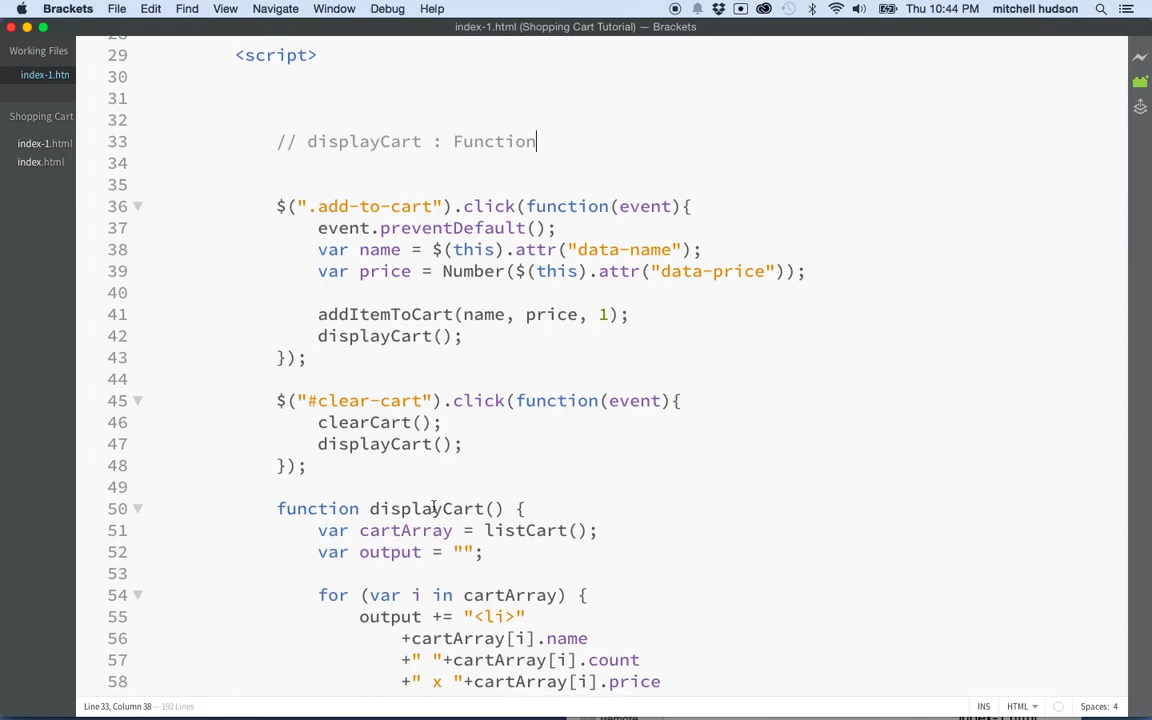 Brackets File Edit Find View Navigate Window Debug Help Thu 10:44 PM mitchell hudson
index-1.html (Shopping Cart Tutorial) — Brackets
Working Files
index-1.htn
Shopping Cart
index-1.html
index.html
29 <script>
30
31
32
33 // displayCart : Function
34
35
36 $(".add-to-cart").click(function(event){
37 event.preventDefault();
38 var name = $(this).attr("data-name");
39 var price = Number($(this).attr("data-price"));
40
41 addItemToCart(name, price, 1);
42 displayCart();
43 });
44
45 $("#clear-cart").click(function(event){
46 clearCart();
47 displayCart();
48 });
49
50 function displayCart() {
51 var cartArray = listCart();
52 var output = "";
53
54 for (var i in cartArray) {
55 output += "<li>"
56 +cartArray[i].name
57 +" "+cartArray[i].count
58 +" x "+cartArray[i].price
Line 33, Column 38 — 192 Lines INS HTML Spaces: 4